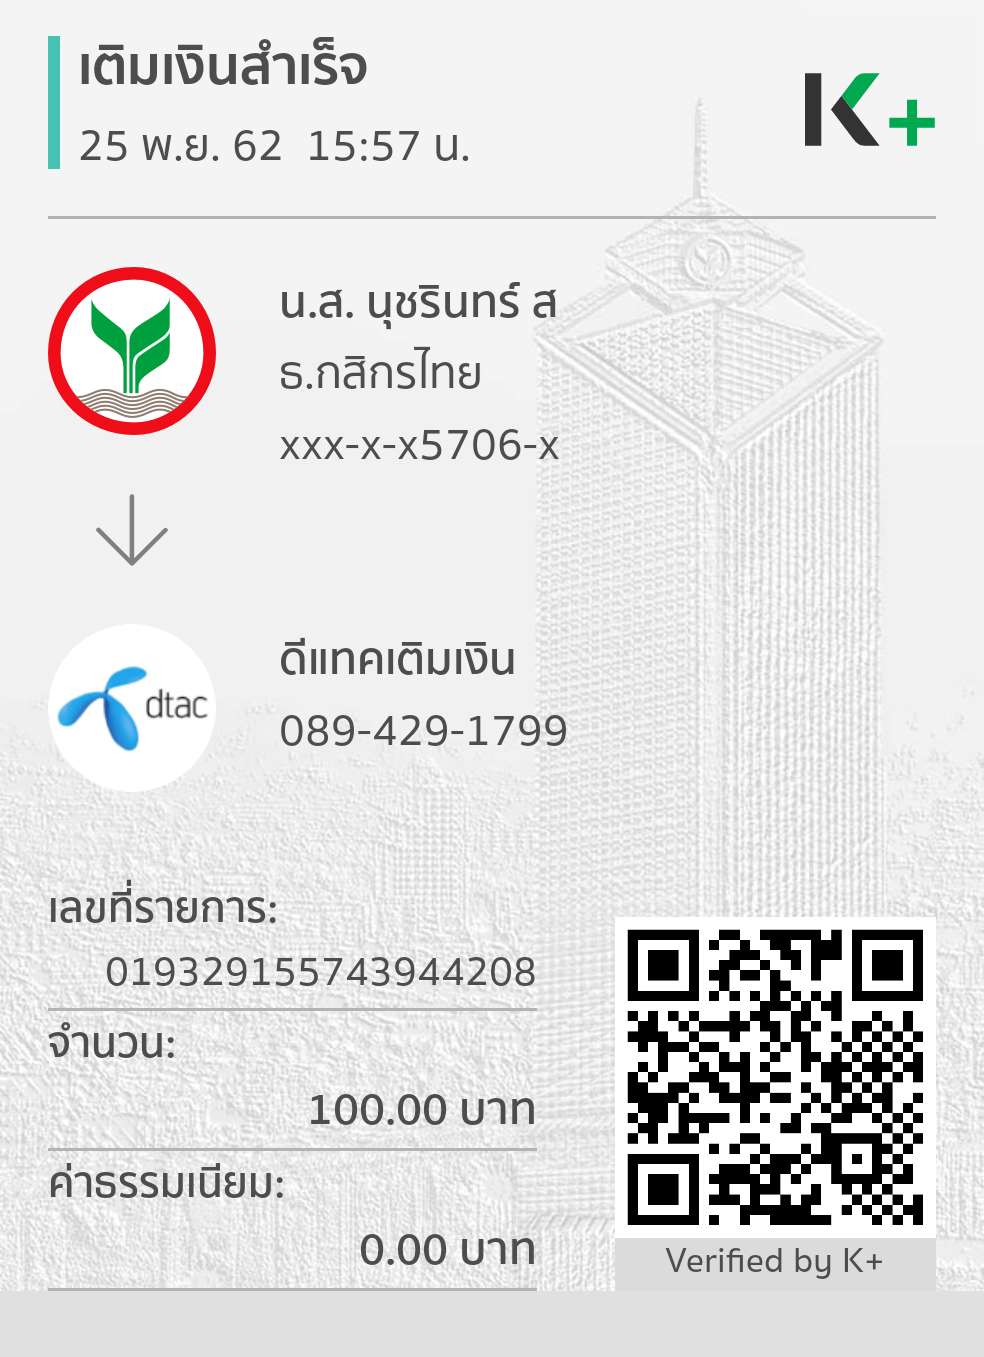 เติมเงินสำเร็จ
25 พ.ย. 62 15:57 น.
K+
น.ส. นุชรินทร์ ส
ธ.กสิกรไทย
xxx-x-x5706-x
dtac
ดีแทคเติมเงิน
089-429-1799
เลขที่รายการ:
019329155743944208
จำนวน:
100.00 บาท
ค่าธรรมเนียม:
0.00 บาท
Verified by K+